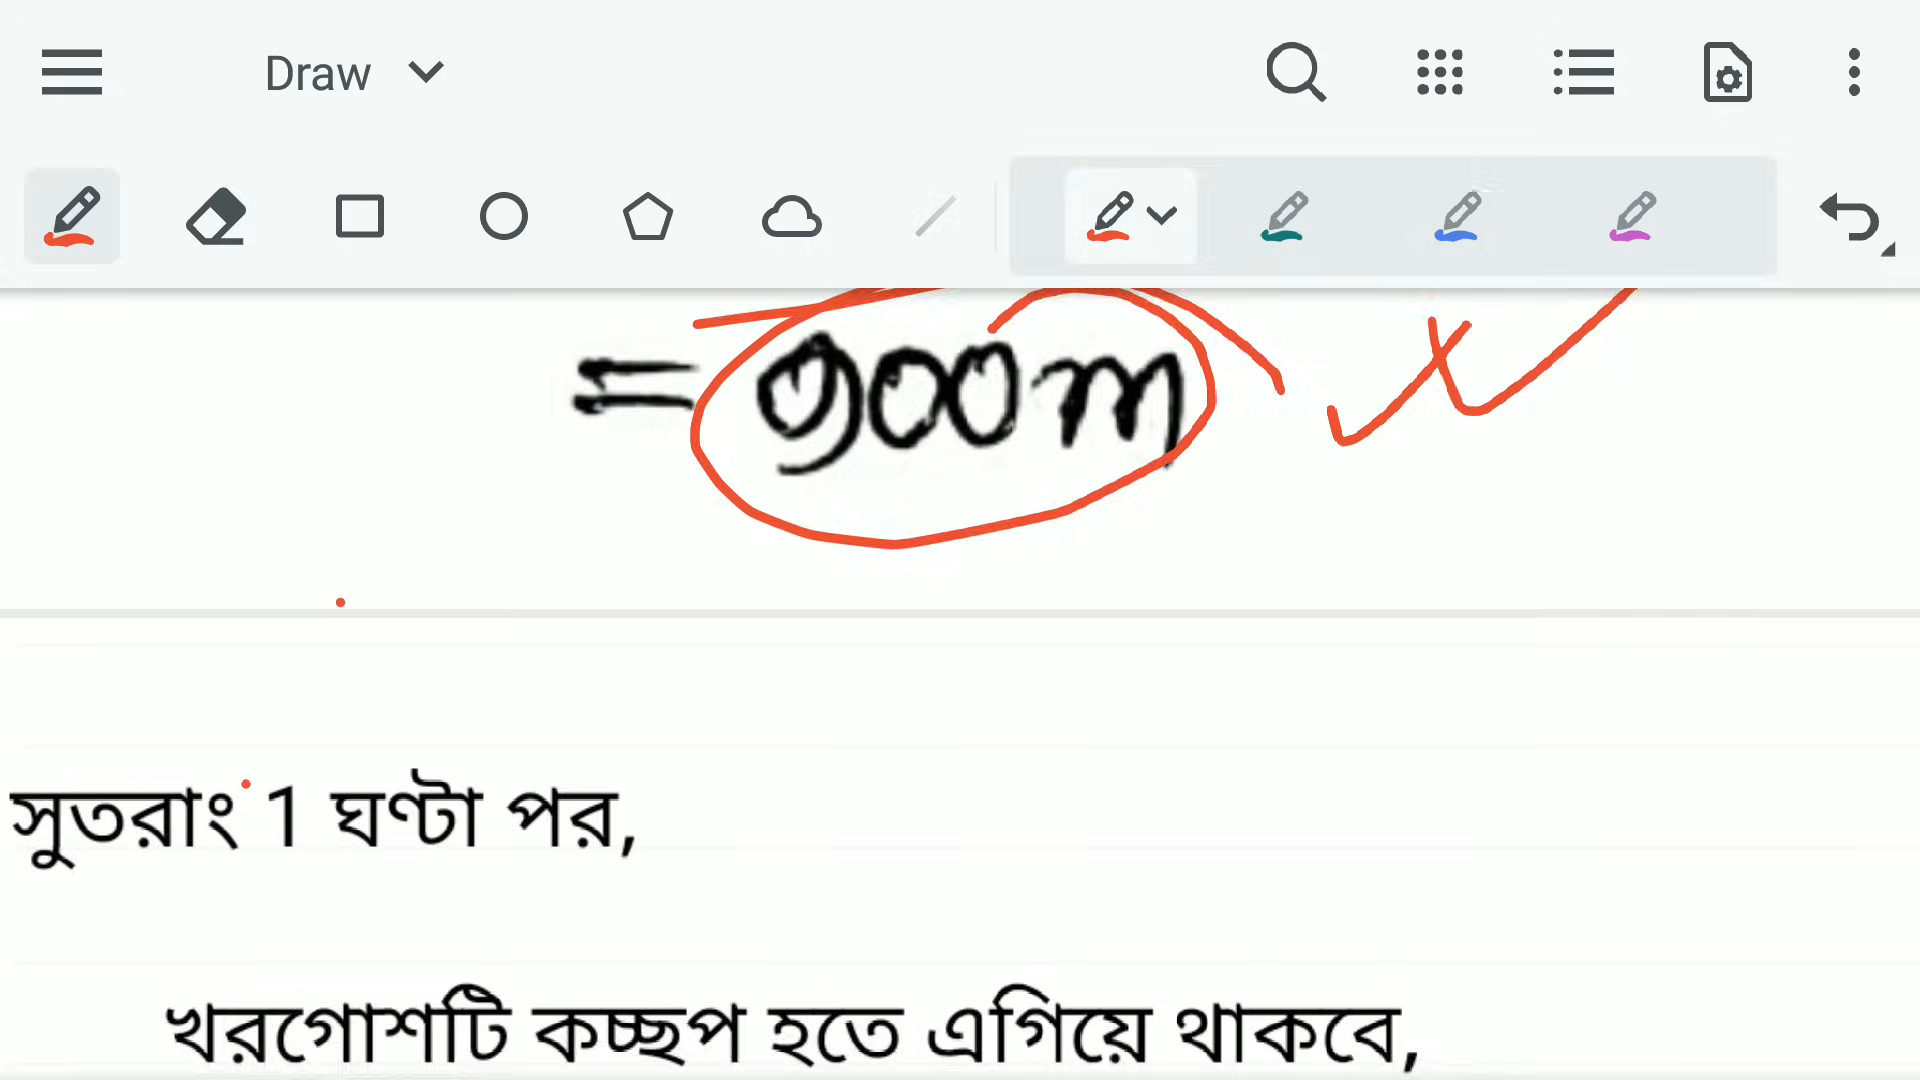 Draw
= 900m
সুতরাং 1 ঘণ্টা পর,
খরগোশটি কচ্ছপ হতে এগিয়ে থাকবে,